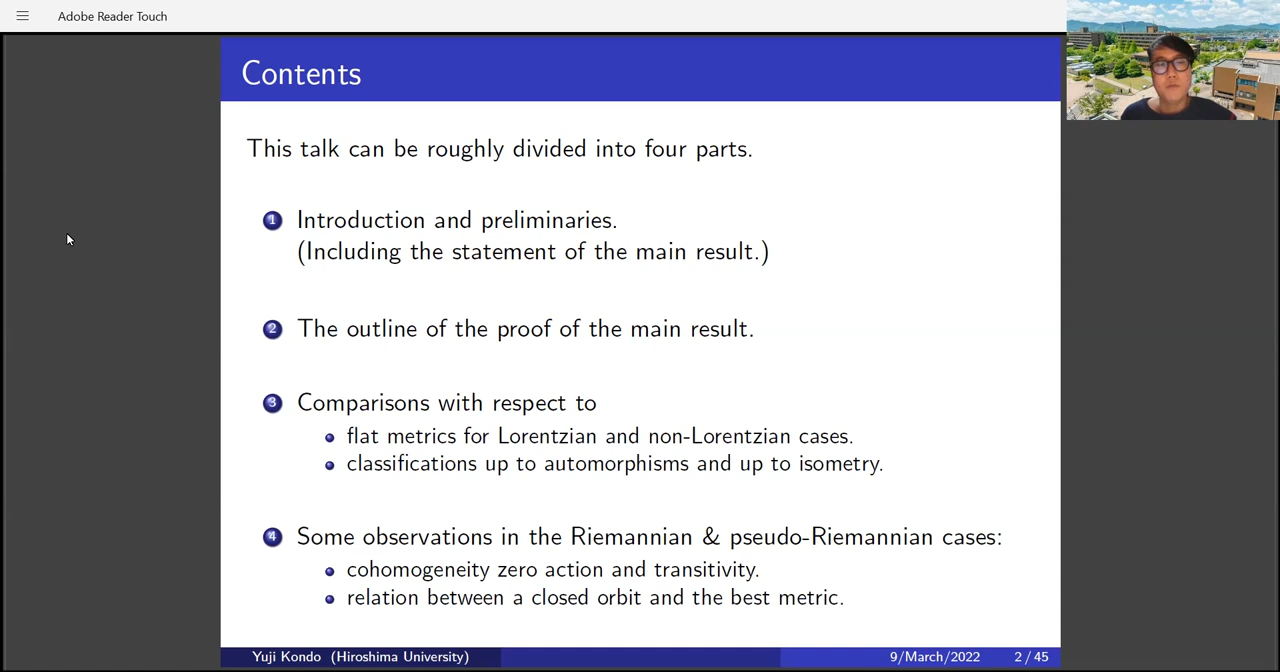 Adobe Reader Touch
Contents
This talk can be roughly divided into four parts.
1 Introduction and preliminaries.
(Including the statement of the main result.)
2 The outline of the proof of the main result.
3 Comparisons with respect to
flat metrics for Lorentzian and non-Lorentzian cases.
classifications up to automorphisms and up to isometry.
4 Some observations in the Riemannian & pseudo-Riemannian cases:
cohomogeneity zero action and transitivity.
relation between a closed orbit and the best metric.
Yuji Kondo (Hiroshima University) 9/March/2022 2 / 45